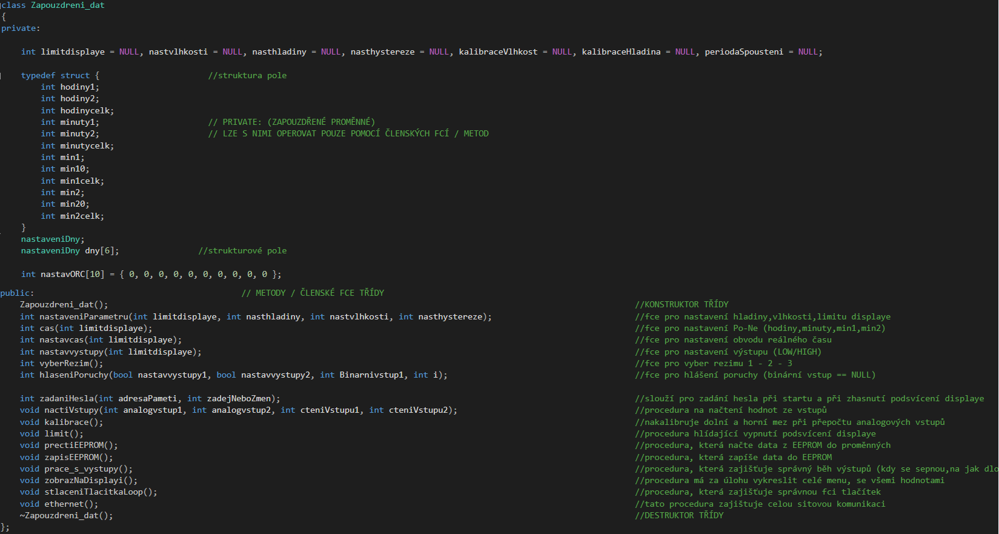 class Zapouzdreni_dat
{
private:
int limitdisplaye = NULL, nastvlhkosti = NULL, nasthladiny = NULL, nasthystereze = NULL, kalibraceVlhkost = NULL, kalibraceHladina = NULL, periodaSpousteni = NULL;
typedef struct { //struktura pole
int hodiny1;
int hodiny2;
int hodinycelk;
int minuty1; // PRIVATE: (ZAPOUZDŘENÉ PROMĚNNÉ)
int minuty2; // LZE S NIMI OPEROVAT POUZE POMOCÍ ČLENSKÝCH FCÍ / METOD
int minutycelk;
int min1;
int min10;
int min1celk;
int min2;
int min20;
int min2celk;
}
nastaveniDny;
nastaveniDny dny[6]; //strukturové pole
int nastavORC[10] = { 0, 0, 0, 0, 0, 0, 0, 0, 0, 0 };
public: // METODY / ČLENSKÉ FCE TŘÍDY
Zapouzdreni_dat(); //KONSTRUKTOR TŘÍDY
int nastaveniParametru(int limitdisplaye, int nasthladiny, int nastvlhkosti, int nasthystereze); //fce pro nastavení hladiny,vlhkosti,limitu displaye
int cas(int limitdisplaye); //fce pro nastavení Po-Ne (hodiny,minuty,min1,min2)
int nastavcas(int limitdisplaye); //fce pro nastavení obvodu reálného času
int nastavvystupy(int limitdisplaye); //fce pro nastavení výstupu (LOW/HIGH)
int vyberRezim(); //fce pro vyber rezimu 1 - 2 - 3
int hlaseniPoruchy(bool nastavvystupy1, bool nastavvystupy2, int Binarnivstup1, int i); //fce pro hlášení poruchy (binární vstup == NULL)
int zadaniHesla(int adresaPameti, int zadejNeboZmen); //slouží pro zadání hesla při startu a při zhasnutí podsvícení displaye
void nactiVstupy(int analogvstup1, int analogvstup2, int cteniVstupu1, int cteniVstupu2); //procedura na načtení hodnot ze vstupů
void kalibrace(); //nakalibruje dolní a horní mez při přepočtu analogových vstupů
void limit(); //procedura hlídající vypnutí podsvícení displaye
void prectiEEPROM(); //procedura, která načte data z EEPROM do proměnných
void zapisEEPROM(); //procedura, která zapíše data do EEPROM
void prace_s_vystupy(); //procedura, která zajišťuje správný běh výstupů (kdy se sepnou,na jak dlo
void zobrazNaDisplayi(); //procedura má za úlohu vykreslit celé menu, se všemi hodnotami
void stlaceniTlacitkaLoop(); //procedura, která zajišťuje správnou fci tlačítek
void ethernet(); //tato procedura zajištuje celou sitovou komunikaci
~Zapouzdreni_dat(); //DESTRUKTOR TŘÍDY
};